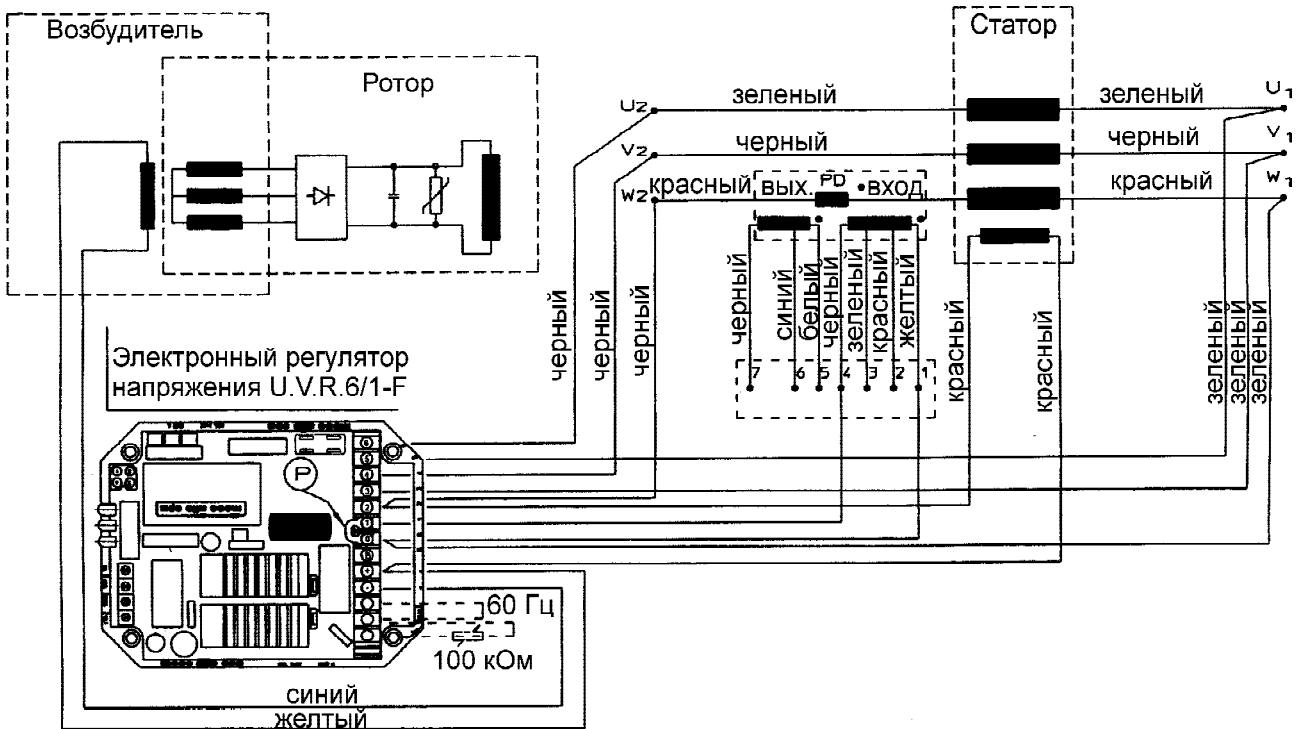 Возбудитель
Ротор
Статор
U2
зеленый
зеленый
U1
V2
черный
черный
V1
W2
красный
вых.
PD
вход
красный
W1
черный
синий
белый
черный
зеленый
красный
желтый
7 6 5 4 3 2 1
черный
черный
черный
красный
красный
зеленый
зеленый
зеленый
Электронный регулятор
напряжения U.V.R.6/1-F
P
60 Гц
100 кОм
синий
желтый